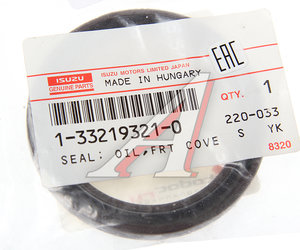 ISUZU
GENUINE PARTS
ISUZU MOTORS LIMITED JAPAN
MADE IN HUNGARY
EAC
QTY. 1
1-33219321-0
220-033
SEAL: OIL,FRT COVE S YK
8320